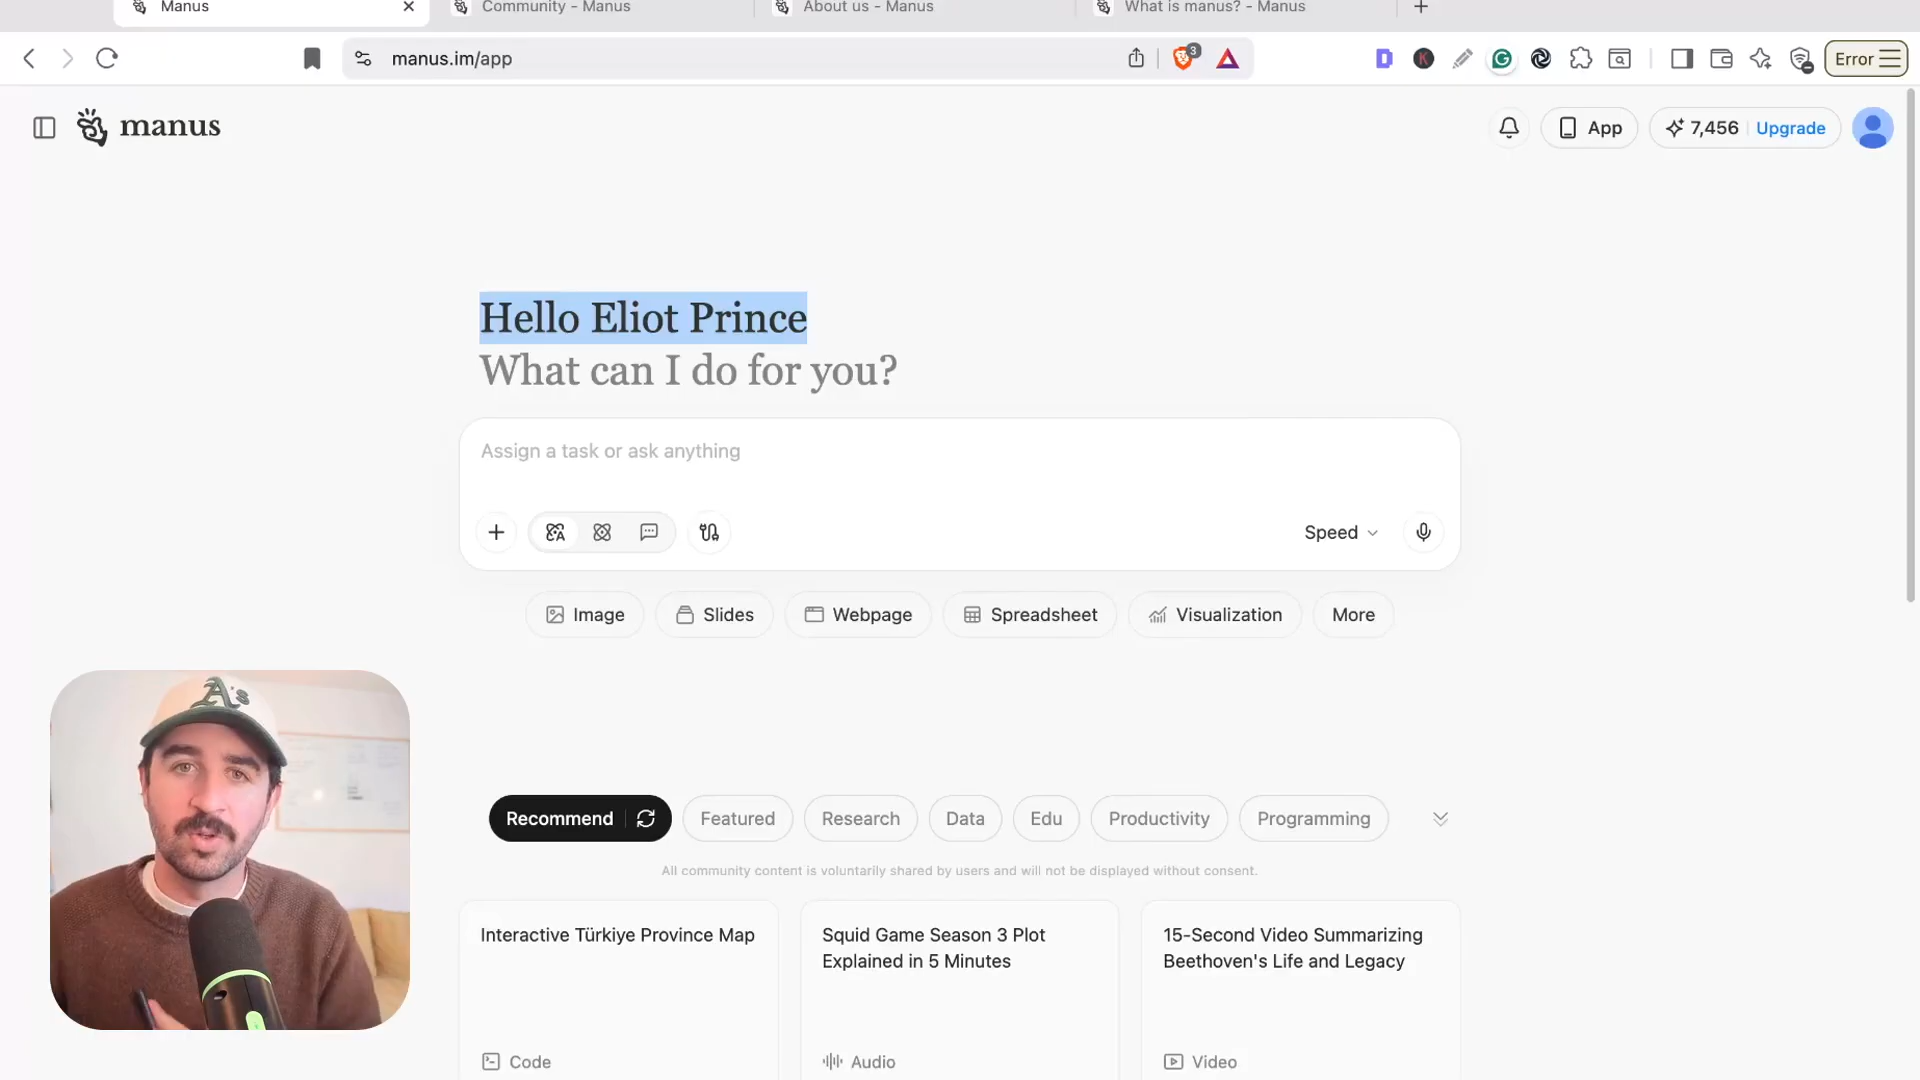 Manus
Community - Manus
About us - Manus
What is manus? - Manus
manus.im/app
3
Error
manus
App
7,456
Upgrade
Hello Eliot Prince
What can I do for you?
Assign a task or ask anything
Speed
Image
Slides
Webpage
Spreadsheet
Visualization
More
A's
Recommend
Featured
Research
Data
Edu
Productivity
Programming
All community content is voluntarily shared by users and will not be displayed without consent.
Interactive Türkiye Province Map
Squid Game Season 3 Plot
Explained in 5 Minutes
15-Second Video Summarizing
Beethoven's Life and Legacy
Code
Audio
Video